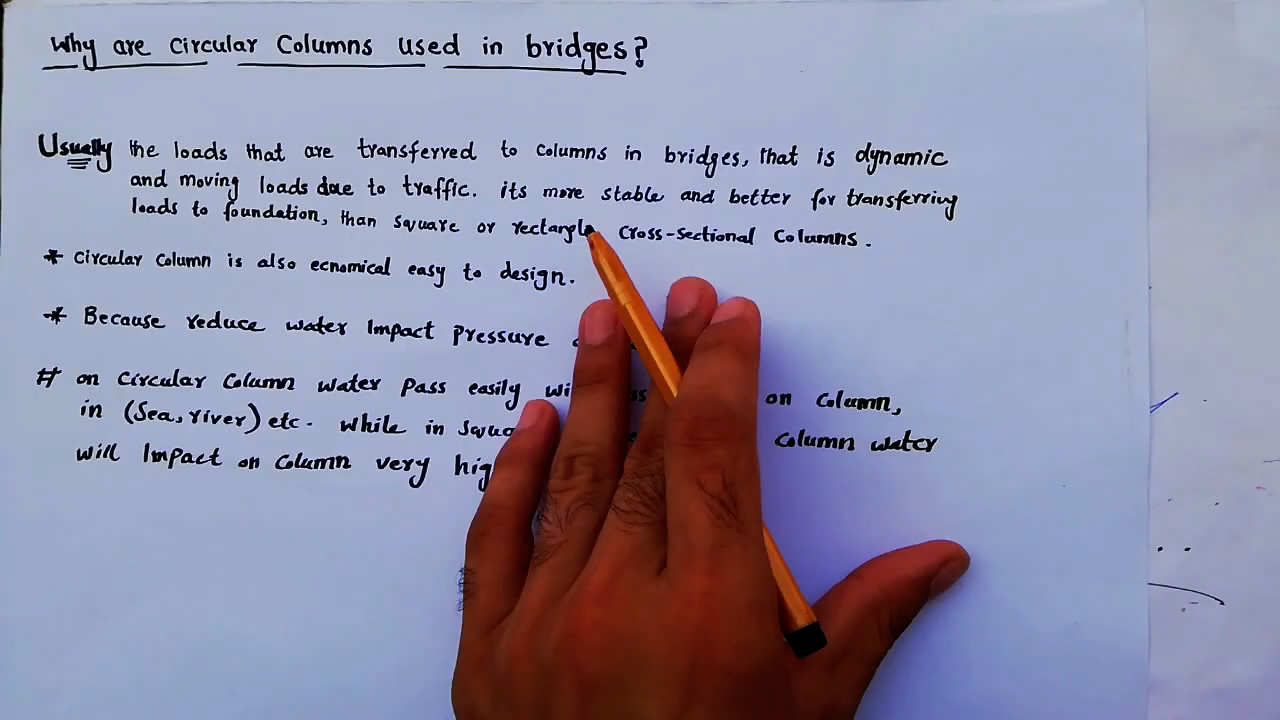 Why are Circular Columns used in bridges?
Usually the loads that are transferred to columns in bridges, that is dynamic
and moving loads due to traffic. its more stable and better for transferring
loads to foundation, than square or rectangle cross-sectional Columns.
* Circular Column is also ecnomical easy to design.
* Because reduce water Impact Pressure
# on Circular Column water pass easily on Column,
in (Sea, river) etc. while in Column water
will Impact on Column very